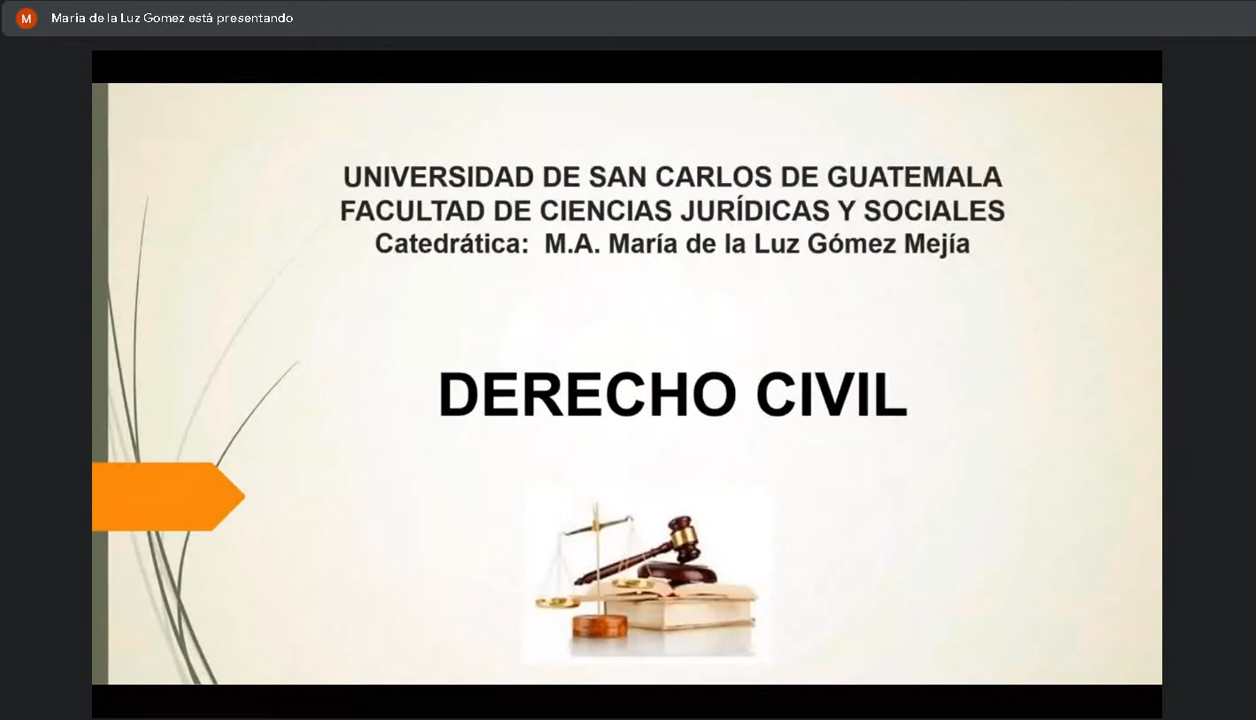 M
María de la Luz Gomez está presentando
UNIVERSIDAD DE SAN CARLOS DE GUATEMALA
FACULTAD DE CIENCIAS JURÍDICAS Y SOCIALES
Catedrática: M.A. María de la Luz Gómez Mejía
DERECHO CIVIL